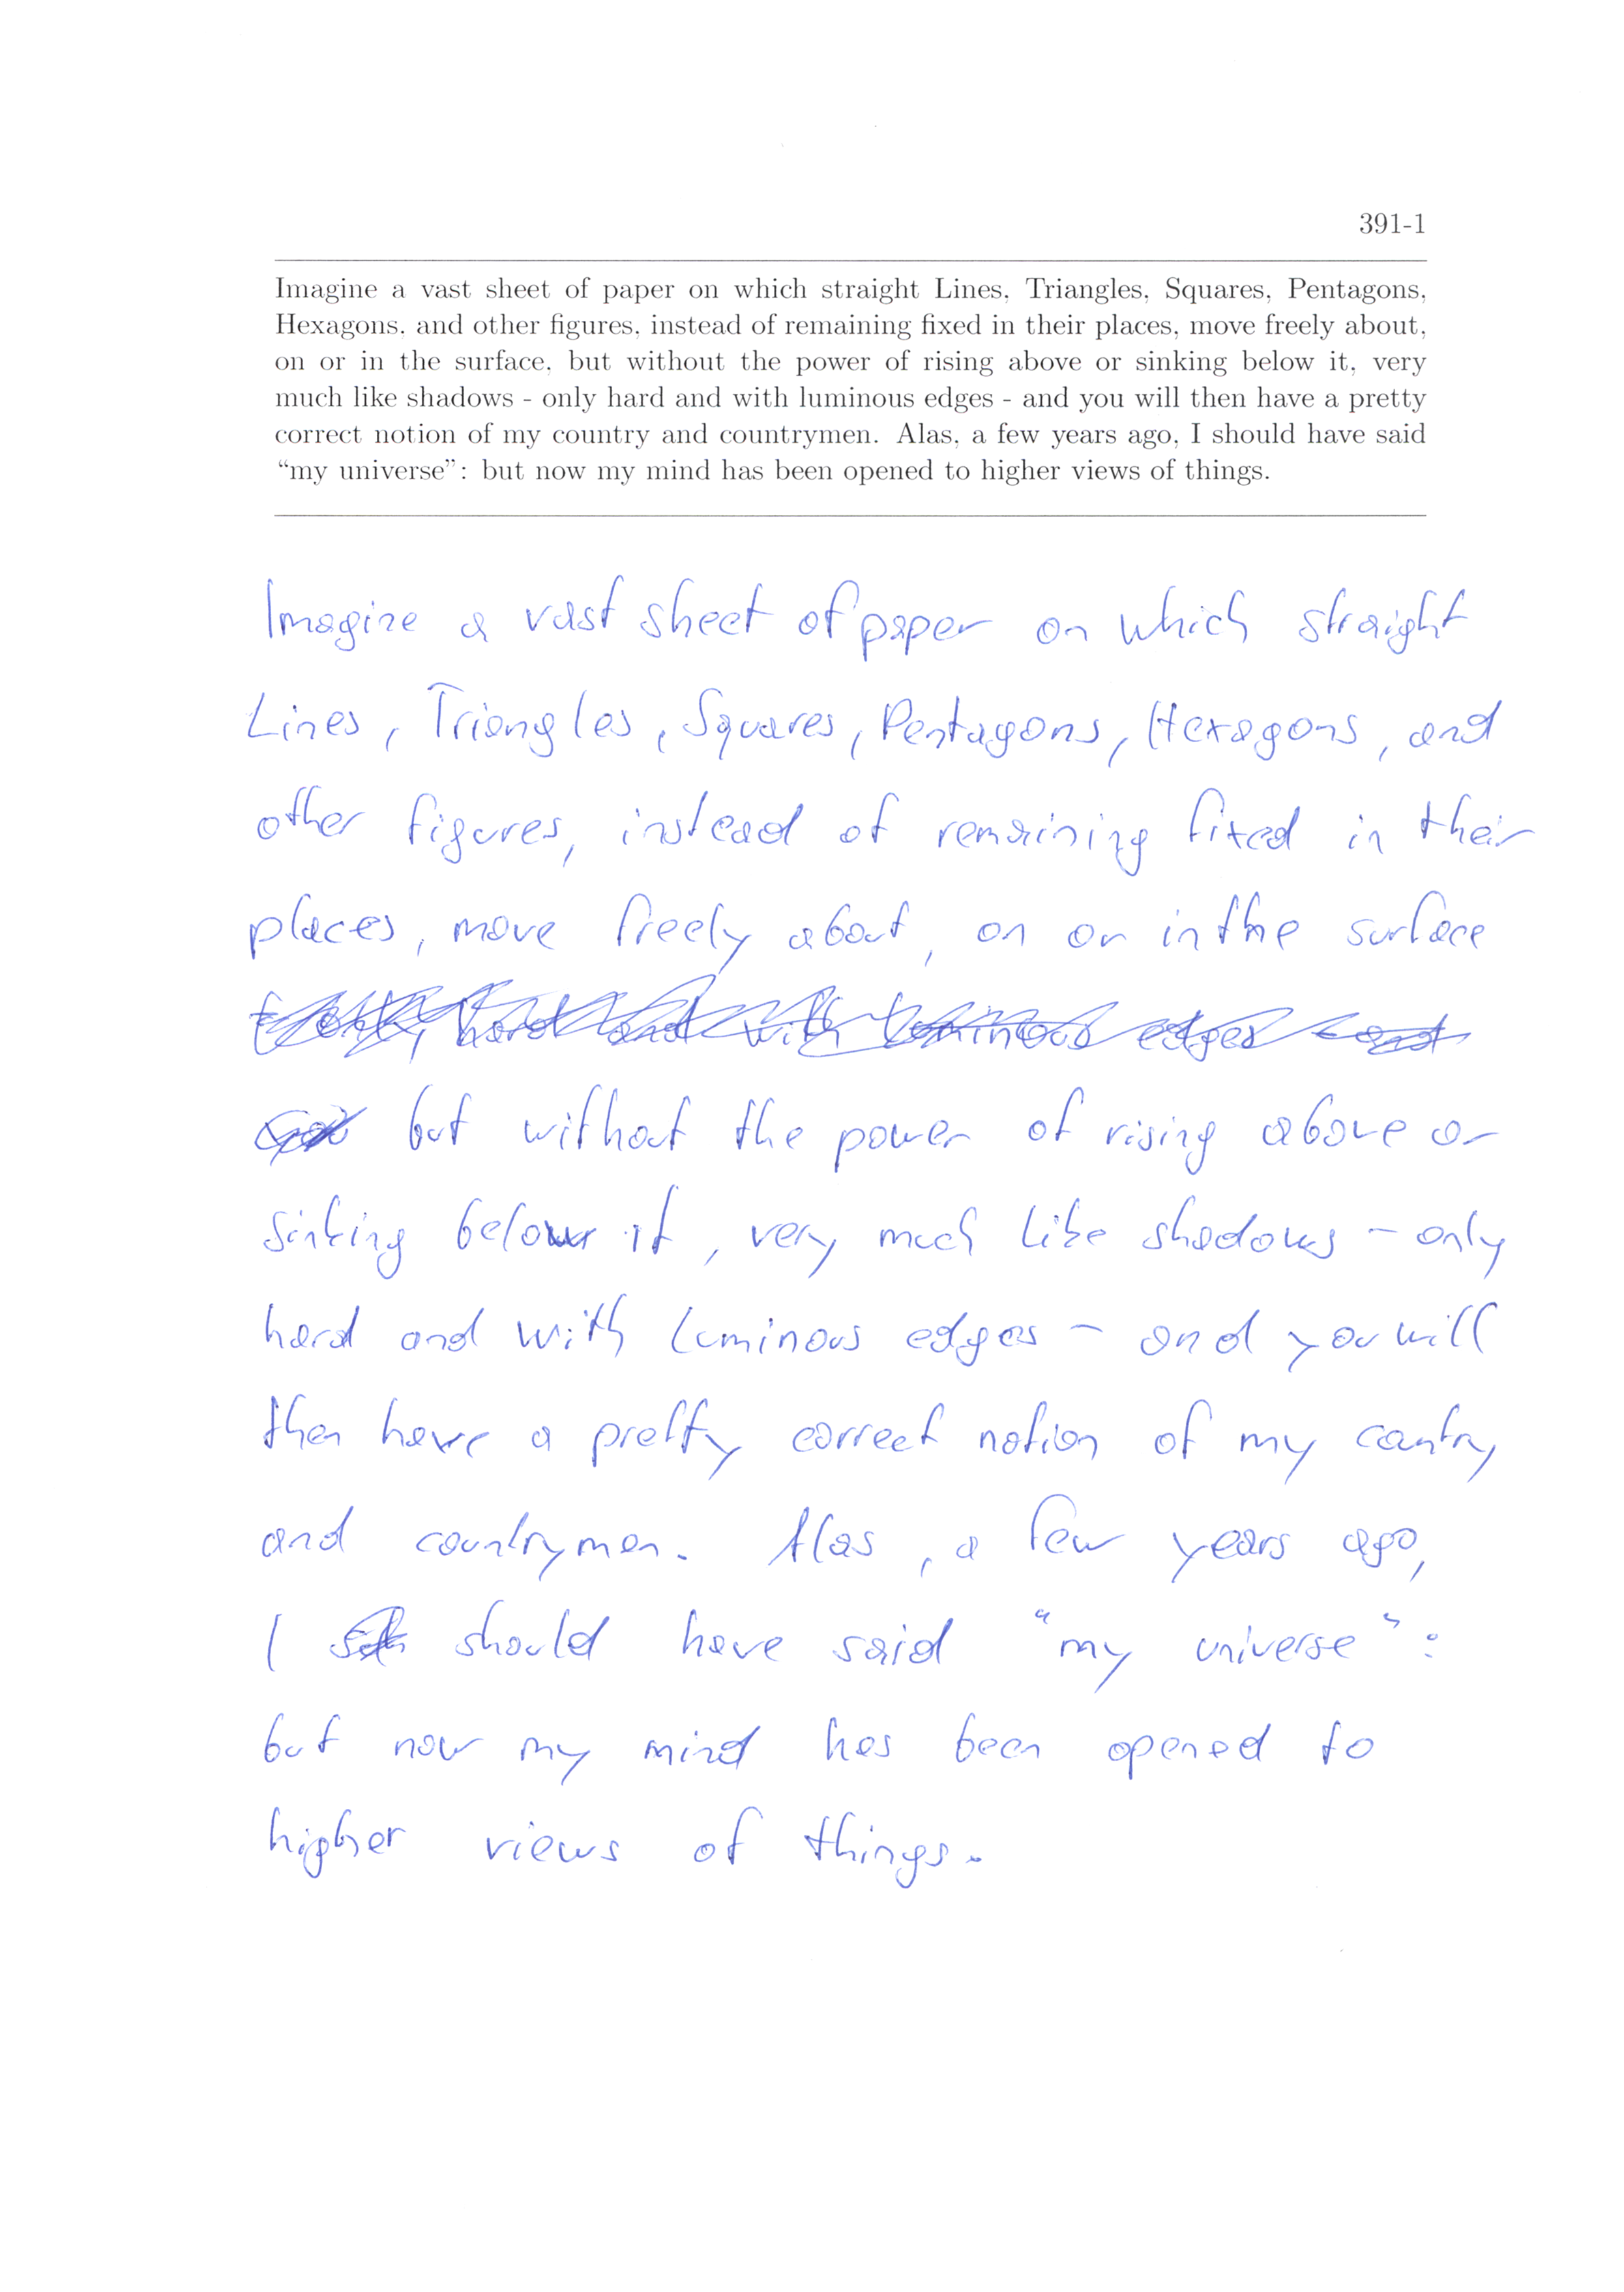 391-1
Imagine a vast sheet of paper on which straight Lines, Triangles, Squares, Pentagons,
Hexagons, and other figures, instead of remaining fixed in their places, move freely about,
on or in the surface, but without the power of rising above or sinking below it, very
much like shadows - only hard and with luminous edges - and you will then have a pretty
correct notion of my country and countrymen. Alas, a few years ago, I should have said
“my universe”: but now my mind has been opened to higher views of things.
Imagine a vast sheet of paper on which straight
Lines, Triangles, Squares, Pentagons, Hexagons, and
other figures, instead of remaining fixed in their
places, move freely about, on or in the surface
hard and with luminous edges and
but without the power of rising above or
sinking below it, very much like shadows - only
hard and with luminous edges - and you will
then have a pretty correct notion of my country
and countrymen. Alas, a few years ago,
I should have said “my universe”:
but now my mind has been opened to
higher views of things.